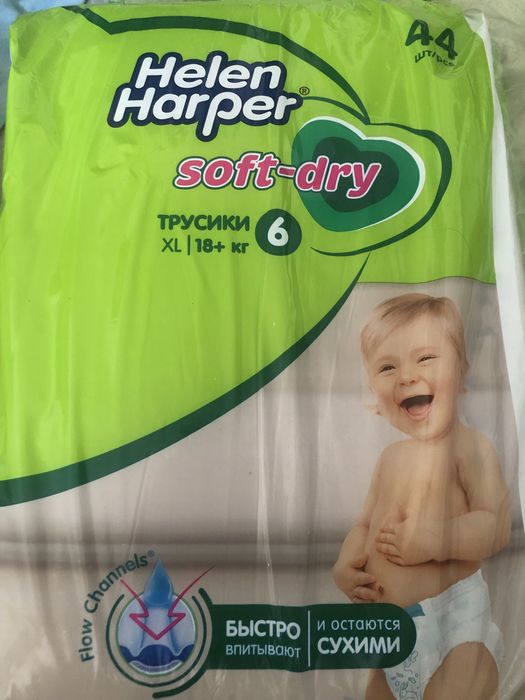 44
шт/pcs
Helen
Harper®
soft-dry
ТРУСИКИ 6
XL | 18+ кг
Flow Channels®
БЫСТРО
ВПИТЫВАЮТ
И ОСТАЮТСЯ
СУХИМИ